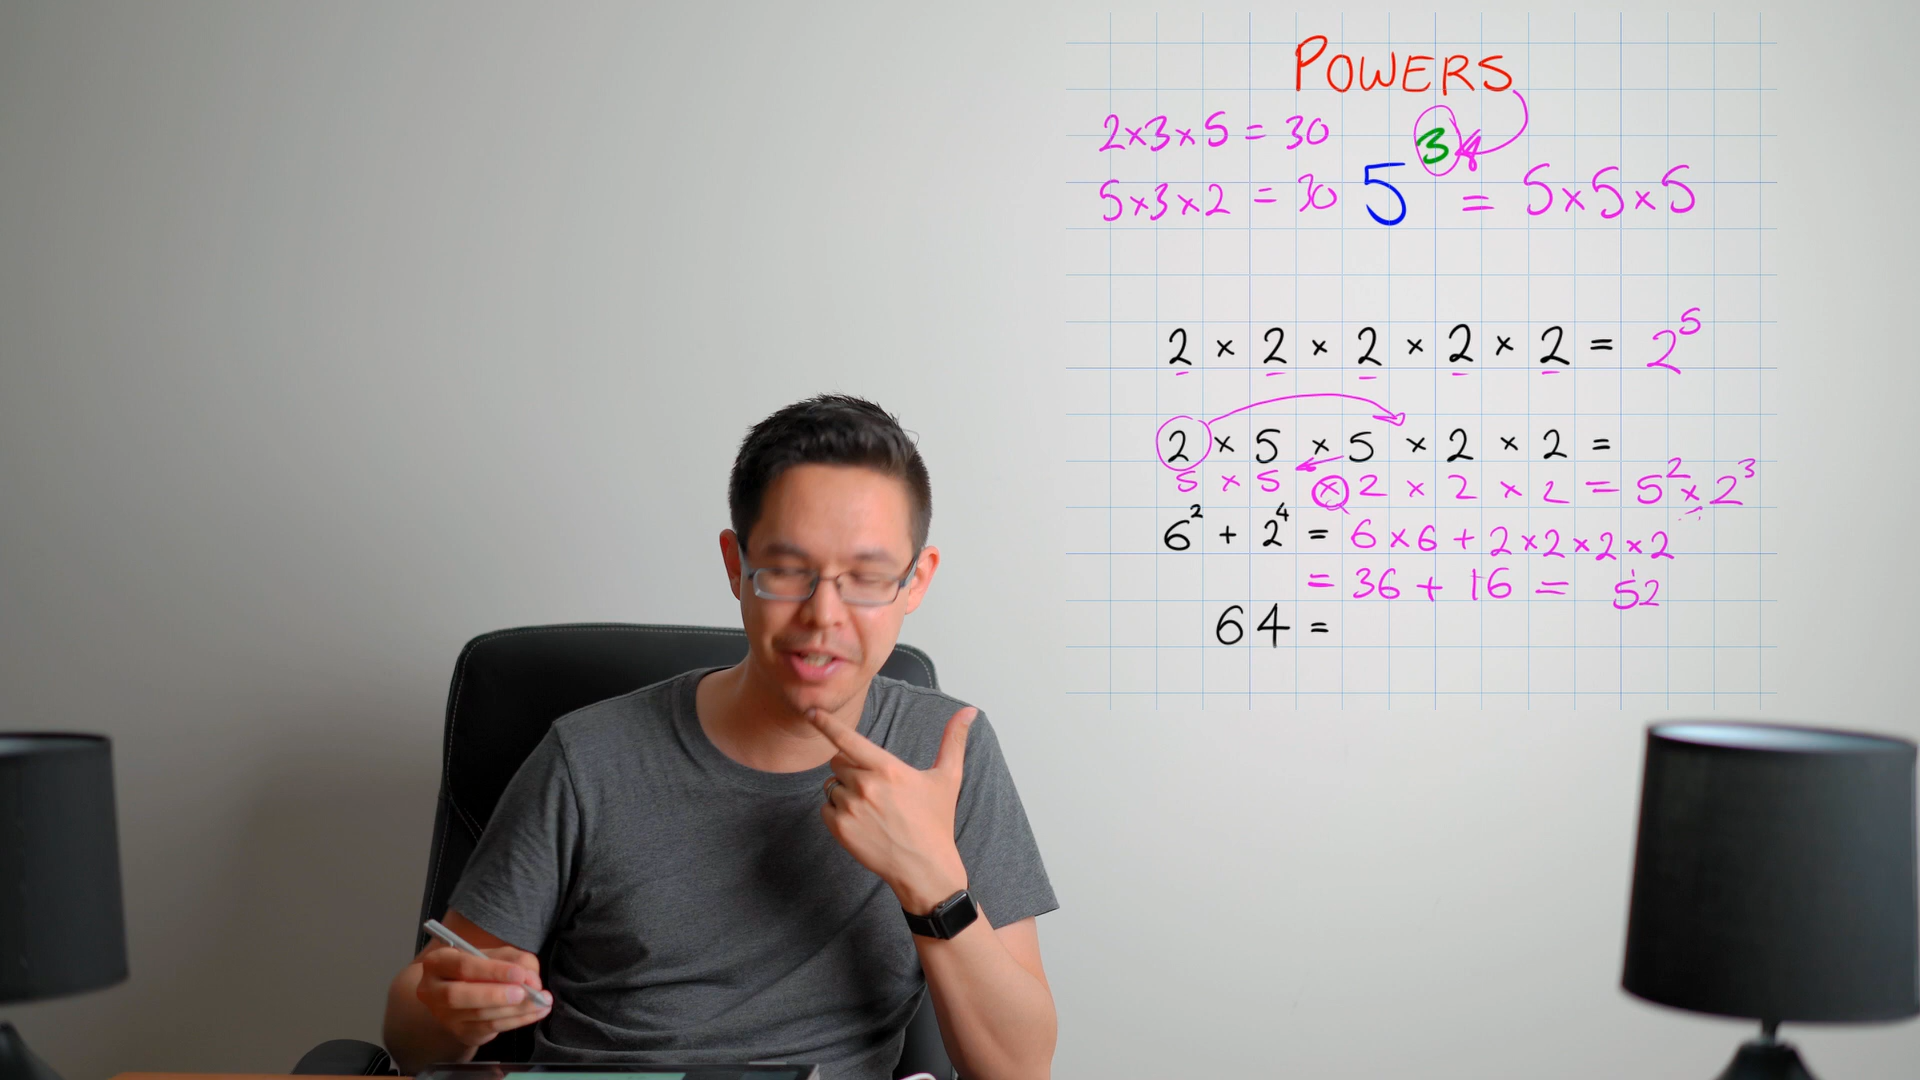 POWERS
2×3×5 = 30
5×3×2 = 30
5³ = 5×5×5
2 × 2 × 2 × 2 × 2 = 2⁵
2 × 5 × 5 × 2 × 2 =
5 × 5 × 2 × 2 × 2 = 5² × 2³
6² + 2⁴ = 6×6 + 2×2×2×2
= 36 + 16 = 52
64 =